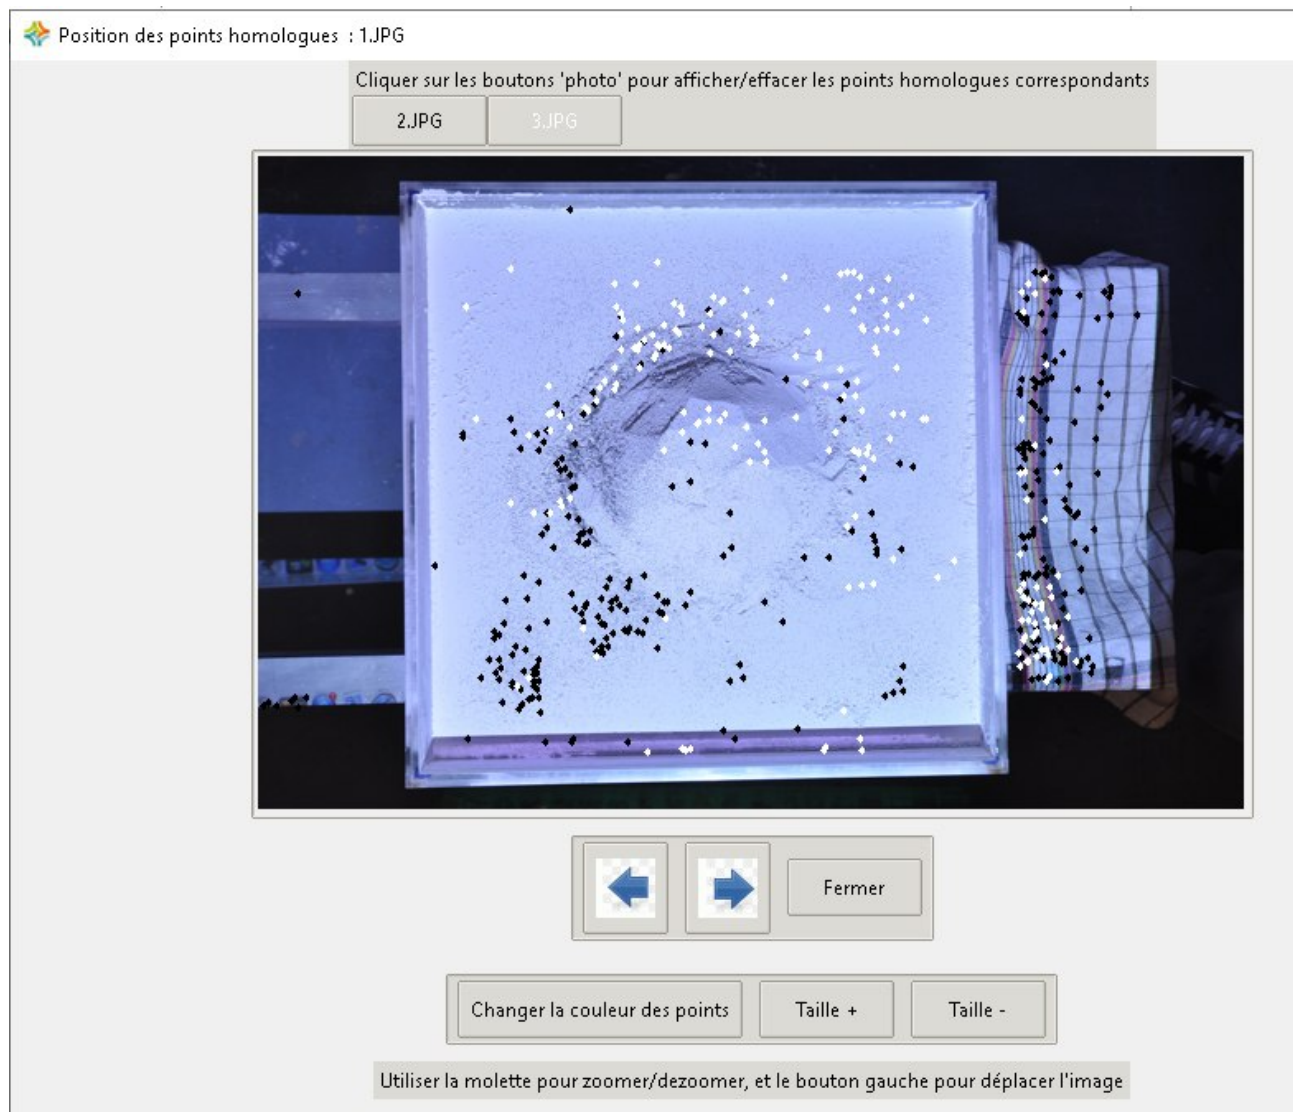 Position des points homologues : 1.JPG
Cliquer sur les boutons 'photo' pour afficher/effacer les points homologues correspondants
2.JPG 3.JPG
Fermer
Changer la couleur des points Taille + Taille -
Utiliser la molette pour zoomer/dezoomer, et le bouton gauche pour déplacer l'image